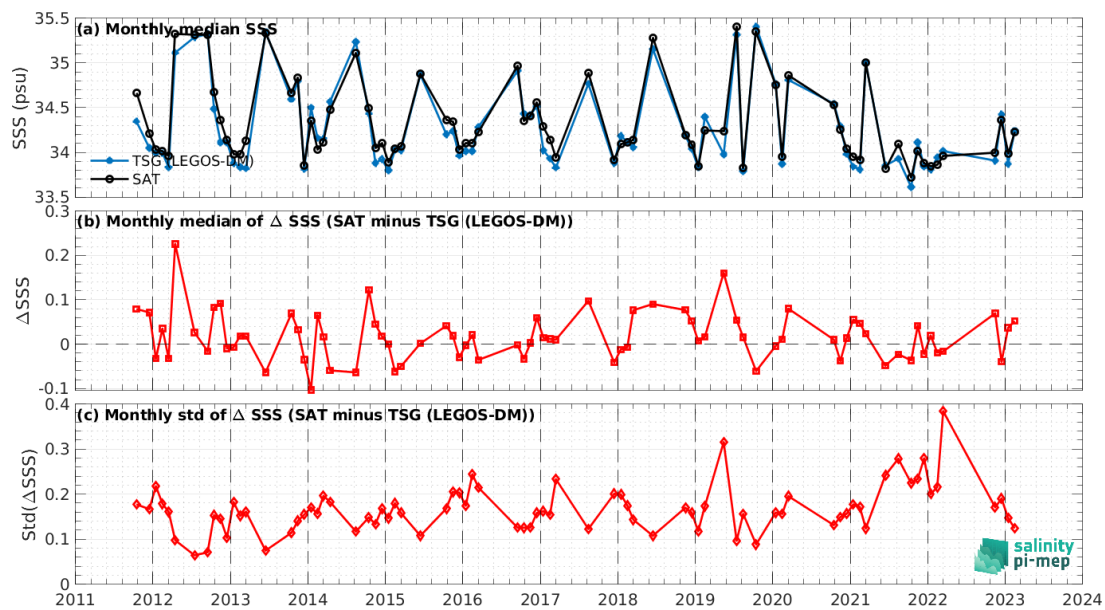 (a) Monthly median SSS
35.5
35
34.5
34
33.5
SSS (psu)
TSG (LEGOS-DM)
SAT
(b) Monthly median of Δ SSS (SAT minus TSG (LEGOS-DM))
0.3
0.2
0.1
0
-0.1
ΔSSS
(c) Monthly std of Δ SSS (SAT minus TSG (LEGOS-DM))
0.4
0.3
0.2
0.1
0
Std(ΔSSS)
salinity
pi-mep
2011 2012 2013 2014 2015 2016 2017 2018 2019 2020 2021 2022 2023 2024